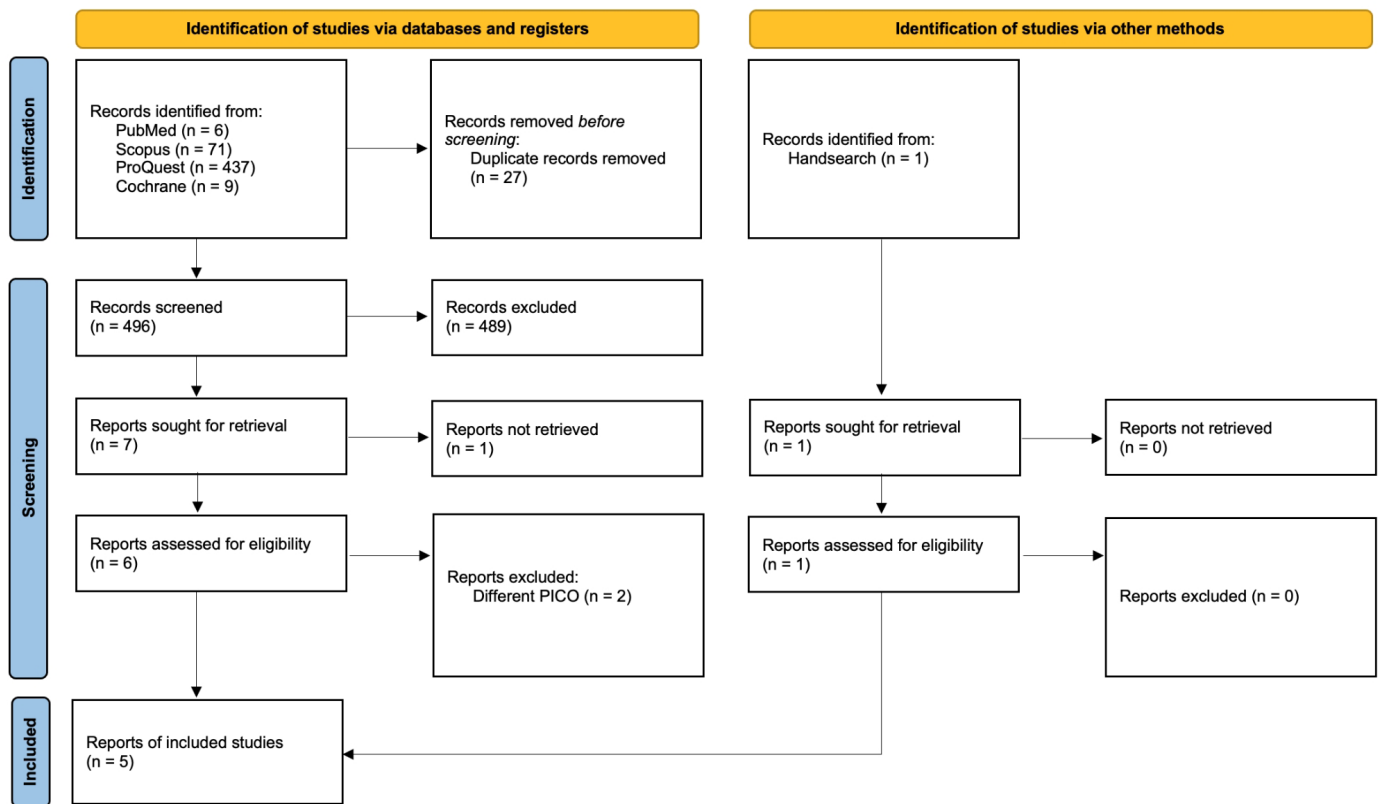 Identification of studies via databases and registers
Identification of studies via other methods
Identification
Records identified from:
PubMed (n = 6)
Scopus (n = 71)
ProQuest (n = 437)
Cochrane (n = 9)
Records removed before
screening:
Duplicate records removed
(n = 27)
Records identified from:
Handsearch (n = 1)
Screening
Records screened
(n = 496)
Records excluded
(n = 489)
Reports sought for retrieval
(n = 7)
Reports not retrieved
(n = 1)
Reports sought for retrieval
(n = 1)
Reports not retrieved
(n = 0)
Reports assessed for eligibility
(n = 6)
Reports excluded:
Different PICO (n = 2)
Reports assessed for eligibility
(n = 1)
Reports excluded (n = 0)
Included
Reports of included studies
(n = 5)